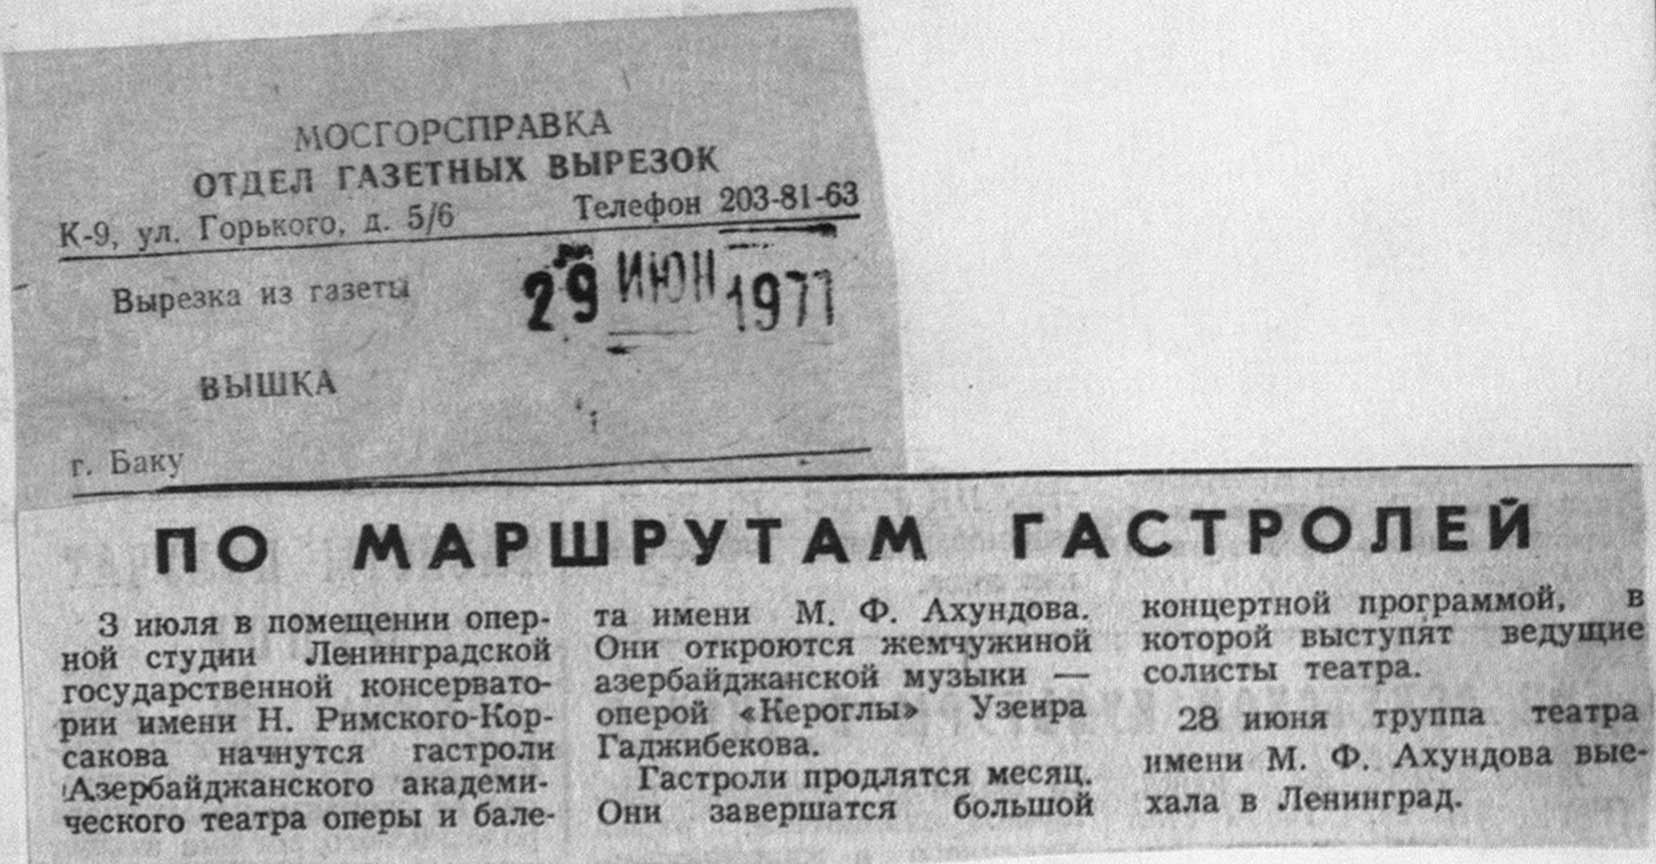 МОСГОРСПРАВКА
ОТДЕЛ ГАЗЕТНЫХ ВЫРЕЗОК
К-9, ул. Горького, д. 5/6 Телефон 203-81-63
Вырезка из газеты
29 ИЮН 1977
ВЫШКА
г. Баку
ПО МАРШРУТАМ ГАСТРОЛЕЙ
3 июля в помещении опер-
ной студии Ленинградской
государственной консервато-
рии имени Н. Римского-Кор-
сакова начнутся гастроли
Азербайджанского академи-
ческого театра оперы и бале-
та имени М. Ф. Ахундова.
Они откроются жемчужиной
азербайджанской музыки —
оперой «Кероглы» Узеира
Гаджибекова.
Гастроли продлятся месяц.
Они завершатся большой
концертной программой, в
которой выступят ведущие
солисты театра.
28 июня труппа театра
имени М. Ф. Ахундова вые-
хала в Ленинград.